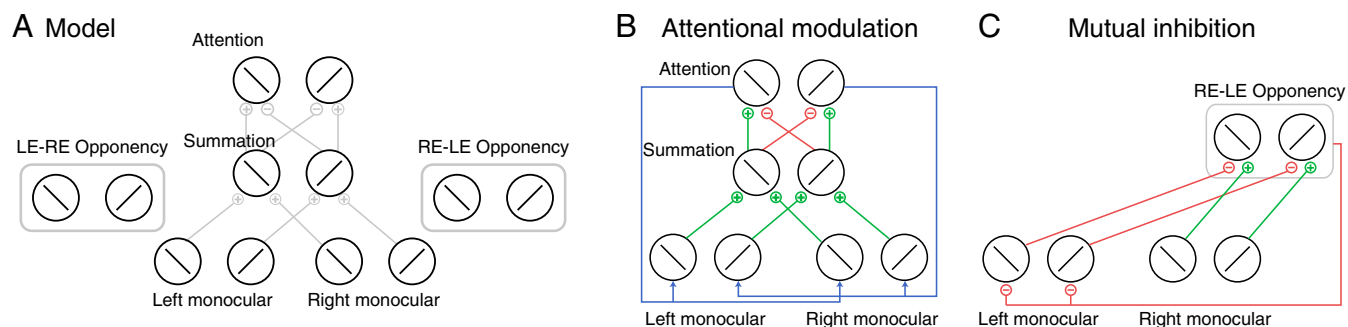 A Model
Attention
Summation
LE-RE Opponency
RE-LE Opponency
Left monocular
Right monocular
B Attentional modulation
Attention
Summation
Left monocular
Right monocular
C Mutual inhibition
RE-LE Opponency
Left monocular
Right monocular